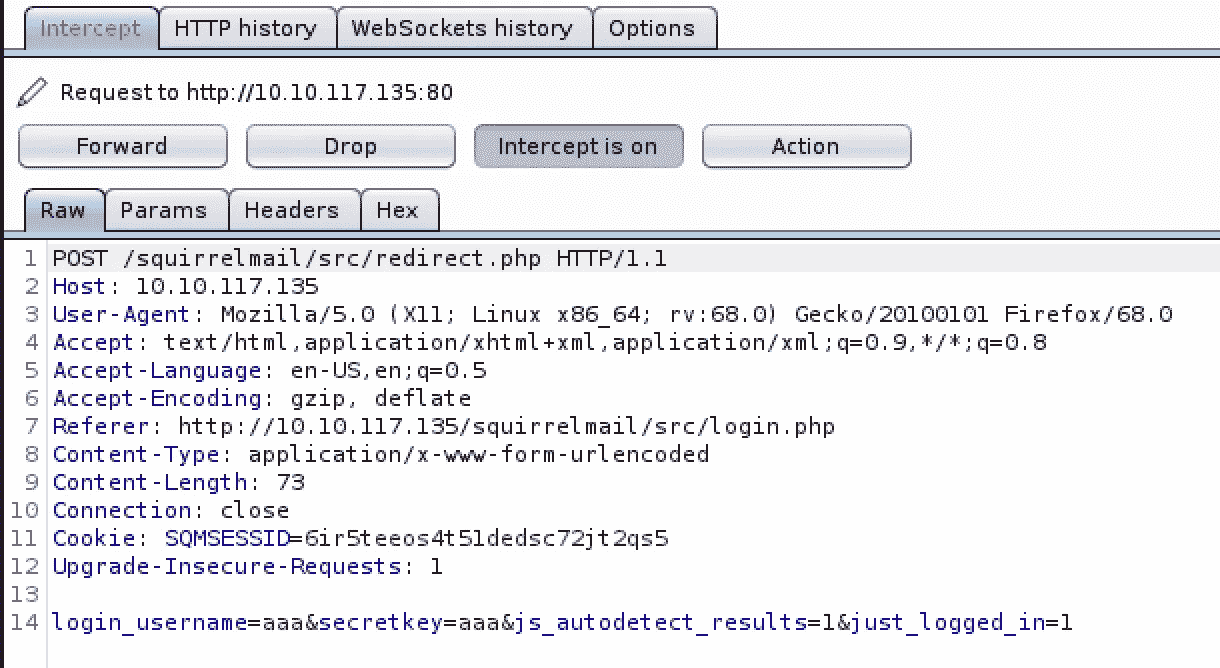 Intercept HTTP history WebSockets history Options
Request to http://10.10.117.135:80
Forward Drop Intercept is on Action
Raw Params Headers Hex
1 POST /squirrelmail/src/redirect.php HTTP/1.1
2 Host: 10.10.117.135
3 User-Agent: Mozilla/5.0 (X11; Linux x86_64; rv:68.0) Gecko/20100101 Firefox/68.0
4 Accept: text/html,application/xhtml+xml,application/xml;q=0.9,*/*;q=0.8
5 Accept-Language: en-US,en;q=0.5
6 Accept-Encoding: gzip, deflate
7 Referer: http://10.10.117.135/squirrelmail/src/login.php
8 Content-Type: application/x-www-form-urlencoded
9 Content-Length: 73
10 Connection: close
11 Cookie: SQMSESSID=6ir5teeos4t5ldedsc72jt2qs5
12 Upgrade-Insecure-Requests: 1
13
14 login_username=aaa&secretkey=aaa&js_autodetect_results=1&just_logged_in=1